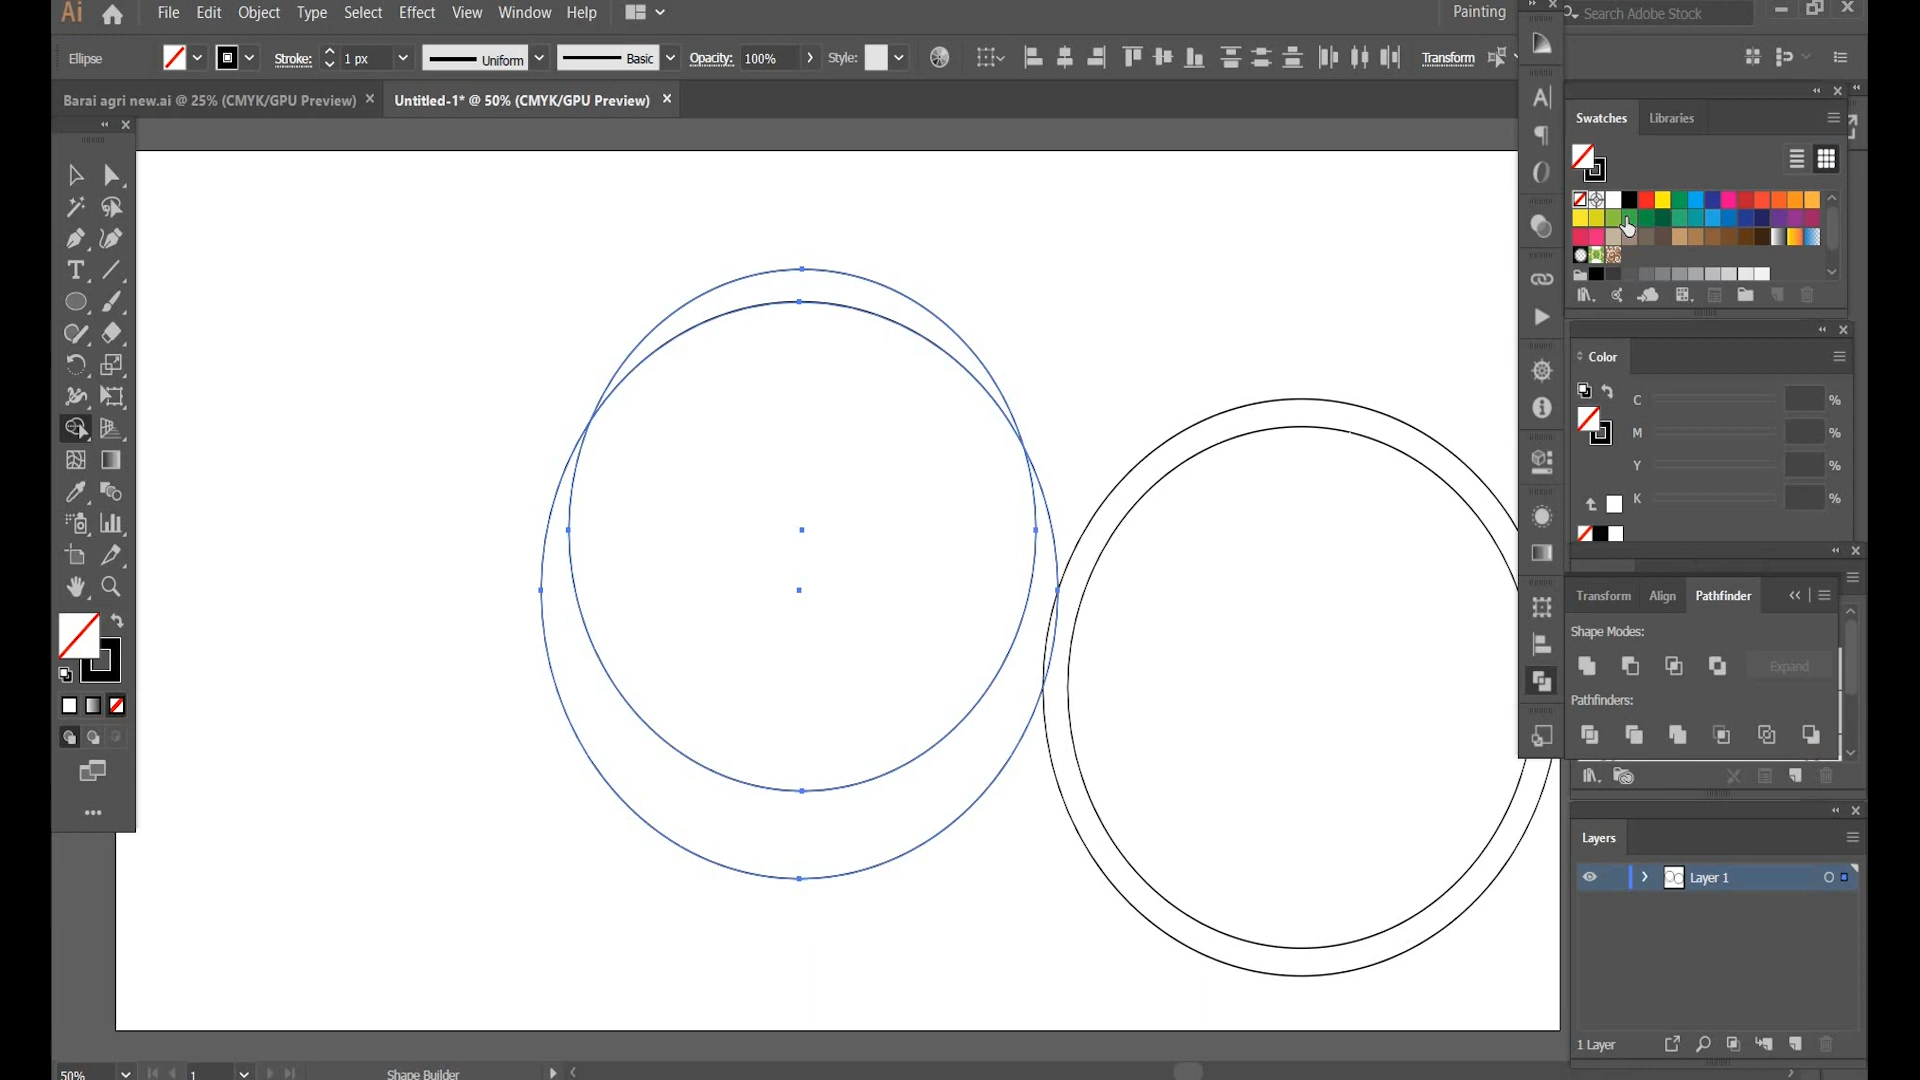 Ai File Edit Object Type Select Effect View Window Help Painting Search Adobe Stock
Ellipse Stroke: 1 px Uniform Basic Opacity: 100% Style: Transform
Barai agri new.ai @ 25% (CMYK/GPU Preview) × Untitled-1* @ 50% (CMYK/GPU Preview) ×
Swatches Libraries
Color
C %
M %
Y %
K %
Transform Align Pathfinder
Shape Modes:
Expand
Pathfinders:
Layers
Layer 1
1 Layer
50% 1 Shape Builder